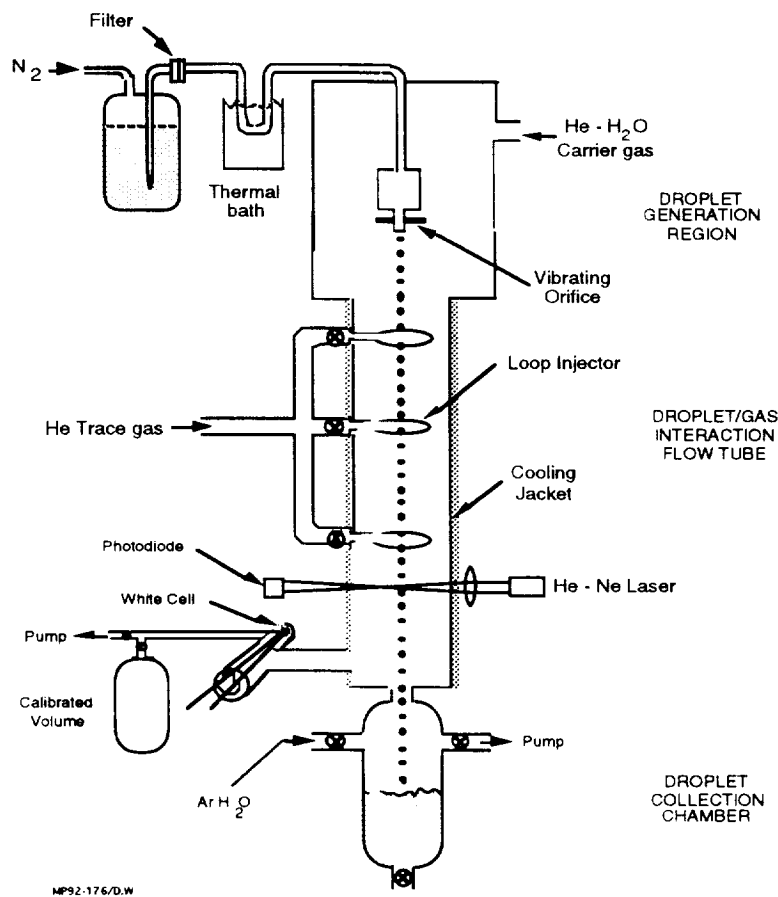 Filter
N2
He - H2O
Carrier gas
Thermal
bath
DROPLET
GENERATION
REGION
Vibrating
Orifice
Loop Injector
He Trace gas
DROPLET/GAS
INTERACTION
FLOW TUBE
Cooling
Jacket
Photodiode
He - Ne Laser
White Cell
Pump
Calibrated
Volume
Pump
Ar H2O
DROPLET
COLLECTION
CHAMBER
MP92-176/D.W